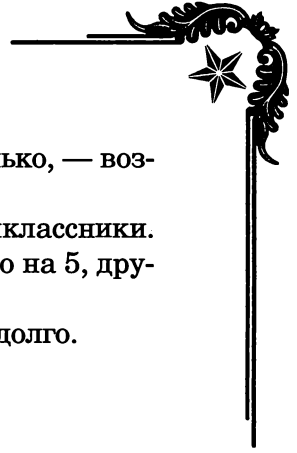 ько, — воз-
классники.
о на 5, дру-
долго.